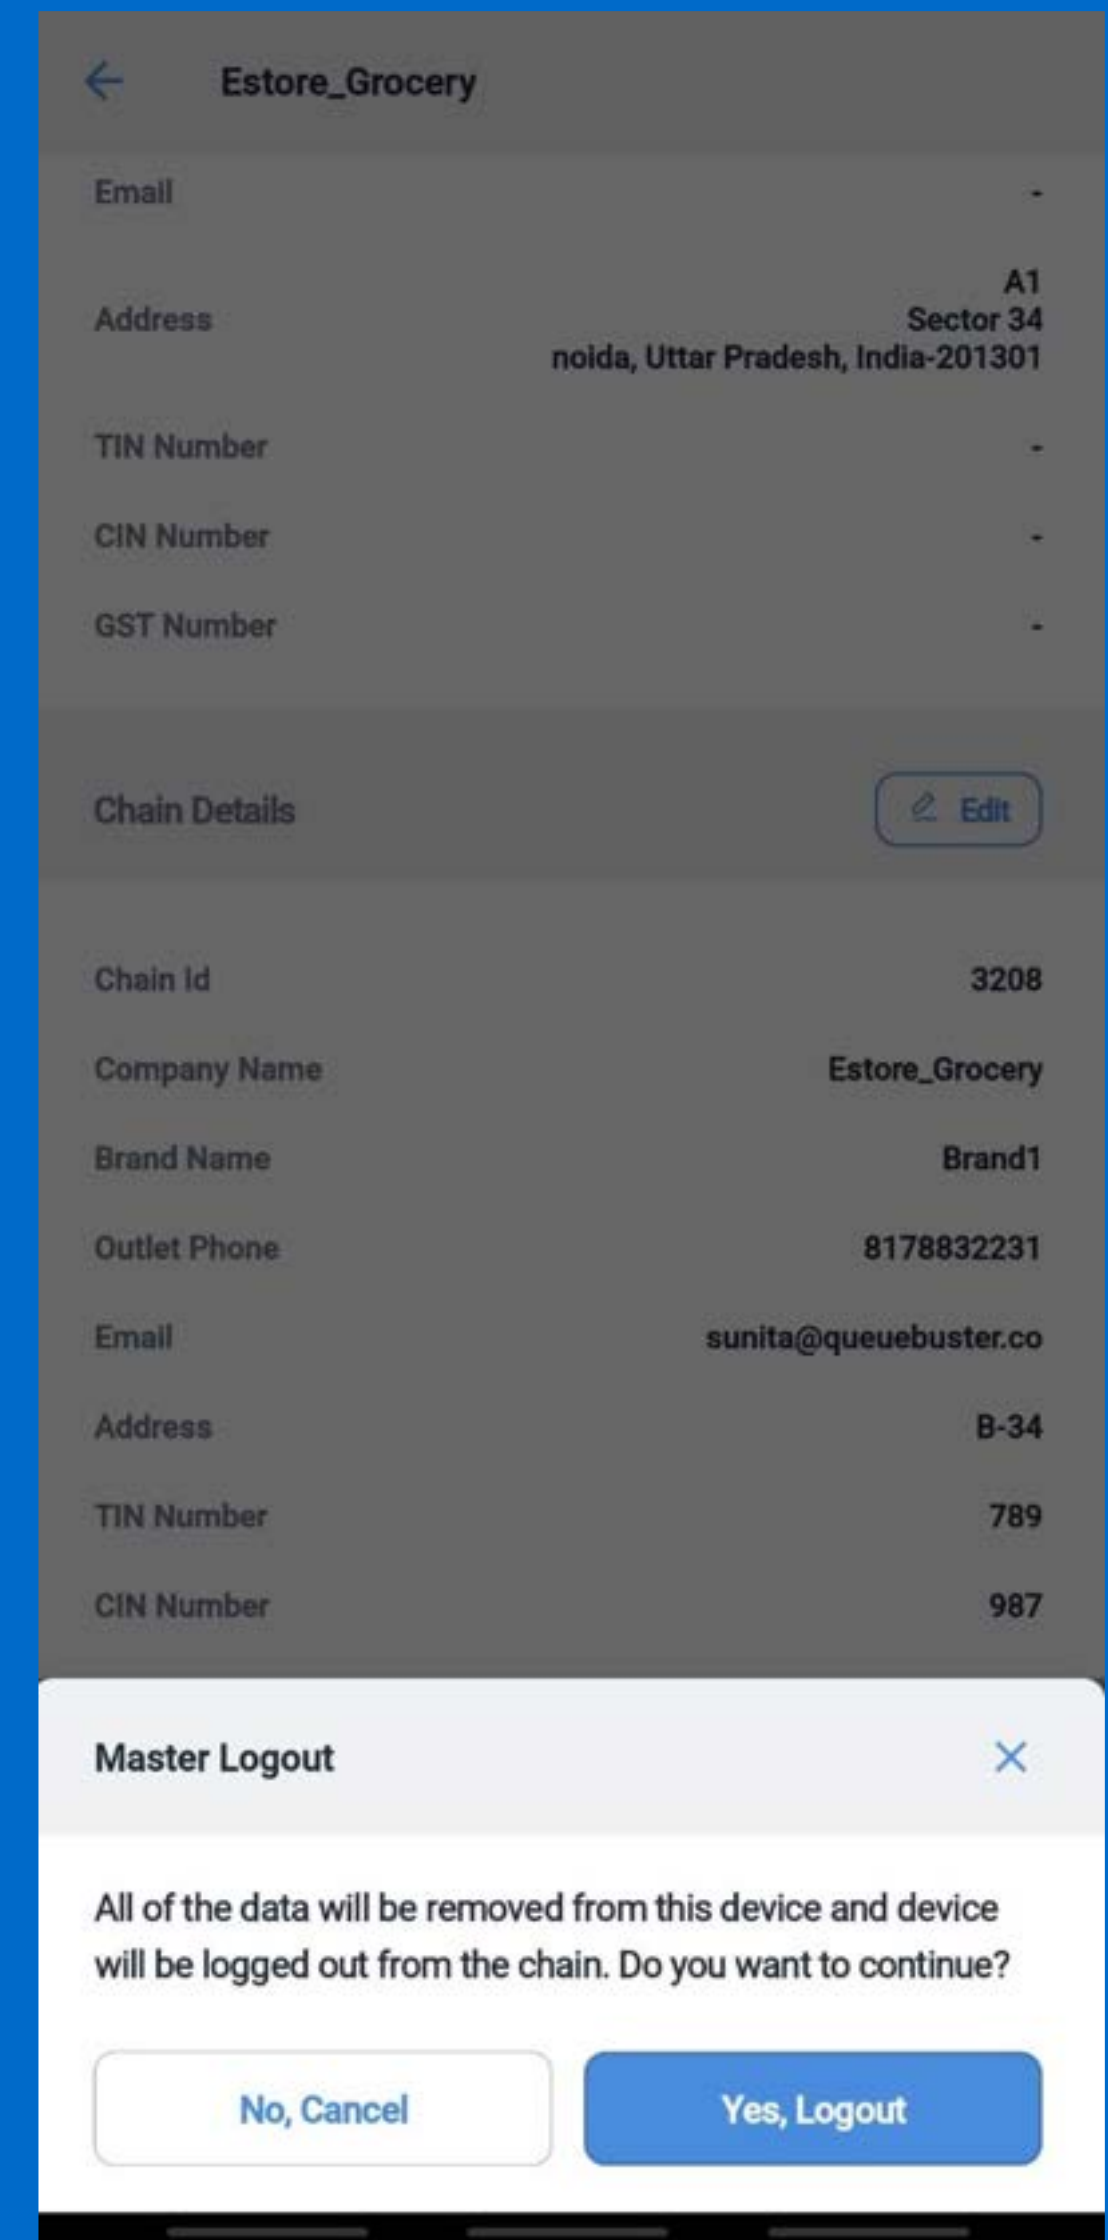 Estore_Grocery
Email -
A1
Address Sector 34
noida, Uttar Pradesh, India-201301
TIN Number -
CIN Number -
GST Number -
Chain Details Edit
Chain Id 3208
Company Name Estore_Grocery
Brand Name Brand1
Outlet Phone 8178832231
Email sunita@queuebuster.co
Address B-34
TIN Number 789
CIN Number 987
Master Logout
All of the data will be removed from this device and device
will be logged out from the chain. Do you want to continue?
No, Cancel Yes, Logout